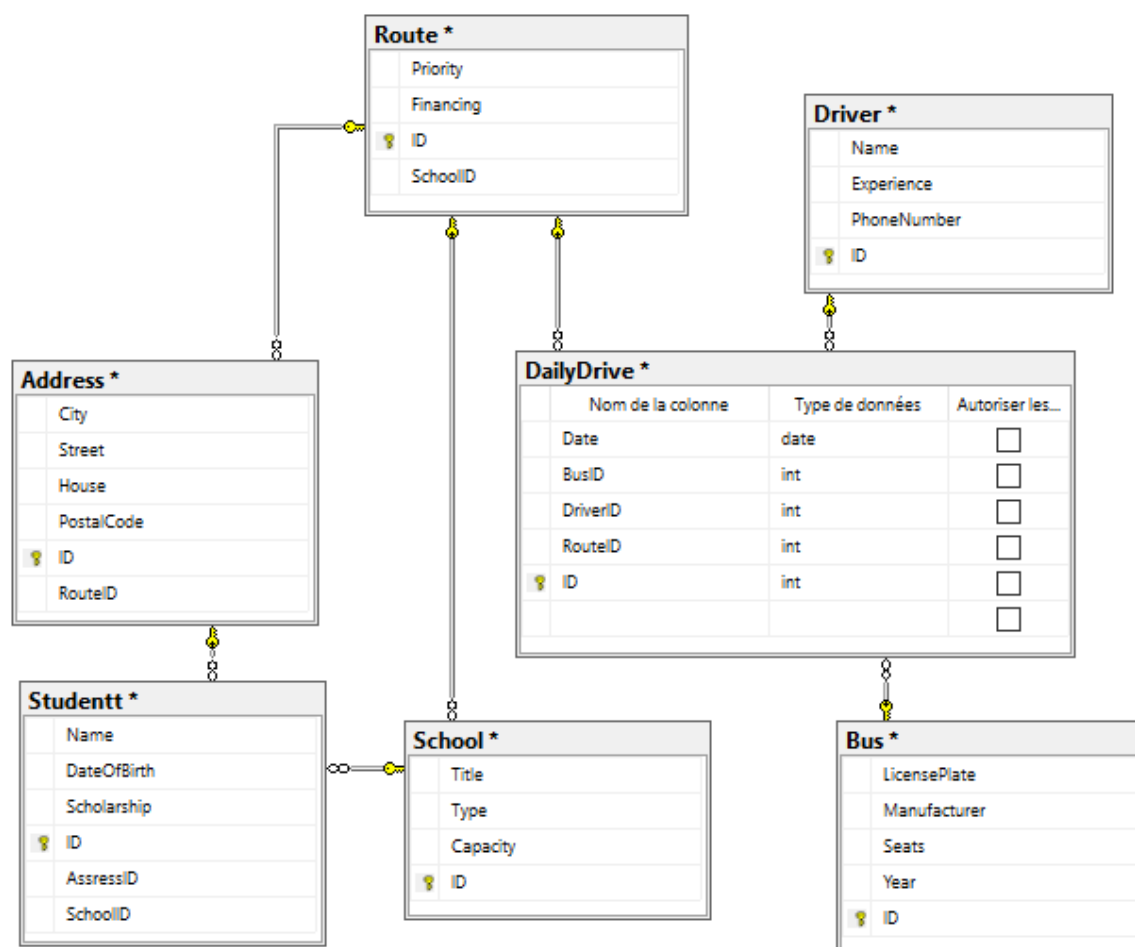 Route *
Priority
Financing
ID
SchoolID
Driver *
Name
Experience
PhoneNumber
ID
Address *
City
Street
House
PostalCode
ID
RouteID
DailyDrive *
Nom de la colonne Type de données Autoriser les...
Date date
BusID int
DriverID int
RouteID int
ID int
Studentt *
Name
DateOfBirth
Scholarship
ID
AssressID
SchoolID
School *
Title
Type
Capacity
ID
Bus *
LicensePlate
Manufacturer
Seats
Year
ID